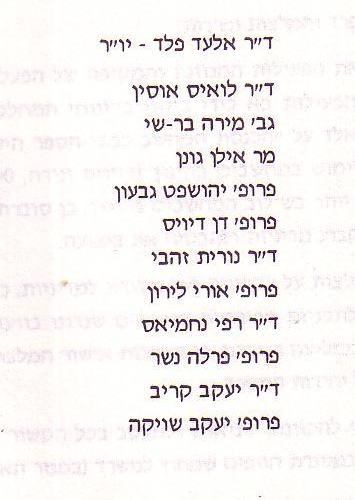 ד"ר אלעד פלד - יו"ר
ד"ר לואיס אוסין
גב' מירה בר-שי
מר אילן גונן
פרופ' יהושפט גבעון
פרופ' דן דיויס
ד"ר נורית זהבי
פרופ' אורי לירון
ד"ר רפי נחמיאס
פרופ' פרלה נשר
ד"ר יעקב קריב
פרופ' יעקב שויקה